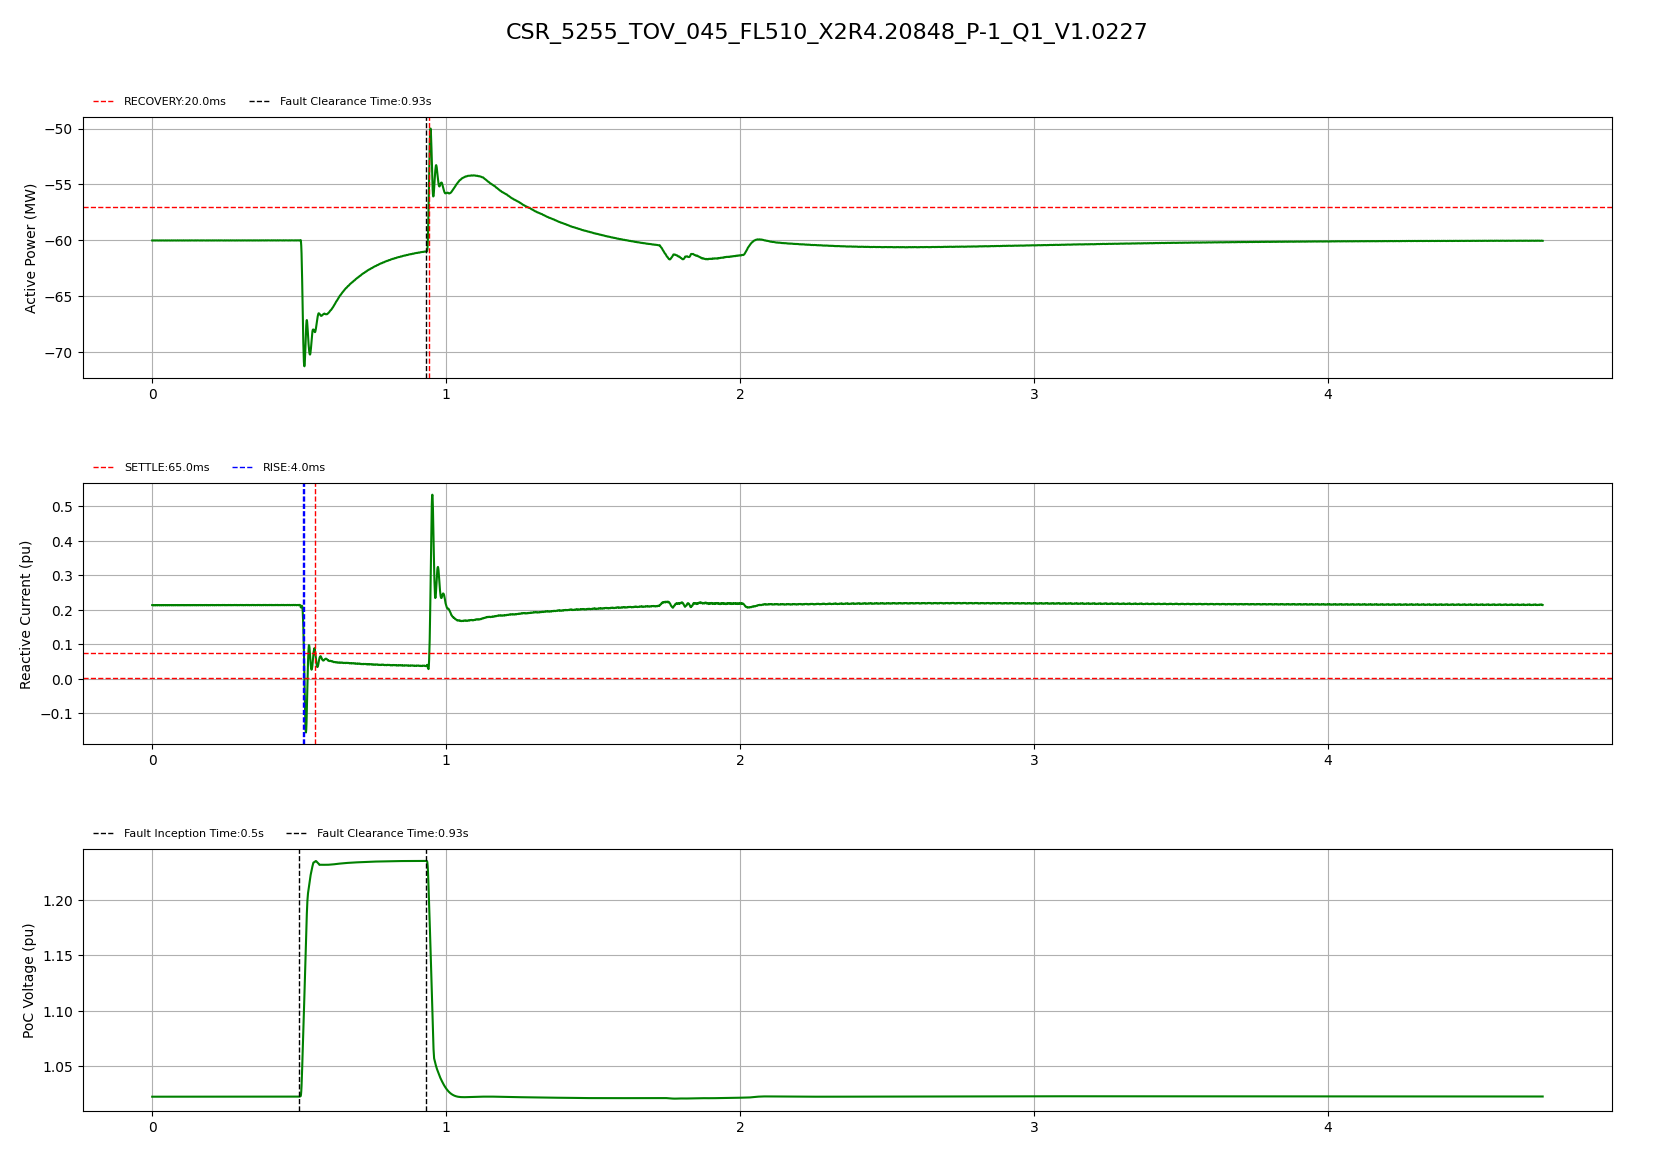 CSR_5255_TOV_045_FL510_X2R4.20848_P-1_Q1_V1.0227
RECOVERY:20.0ms Fault Clearance Time:0.93s
Active Power (MW)
−50
−55
−60
−65
−70
0 1 2 3 4
SETTLE:65.0ms RISE:4.0ms
Reactive Current (pu)
0.5
0.4
0.3
0.2
0.1
0.0
−0.1
0 1 2 3 4
Fault Inception Time:0.5s Fault Clearance Time:0.93s
PoC Voltage (pu)
1.20
1.15
1.10
1.05
0 1 2 3 4